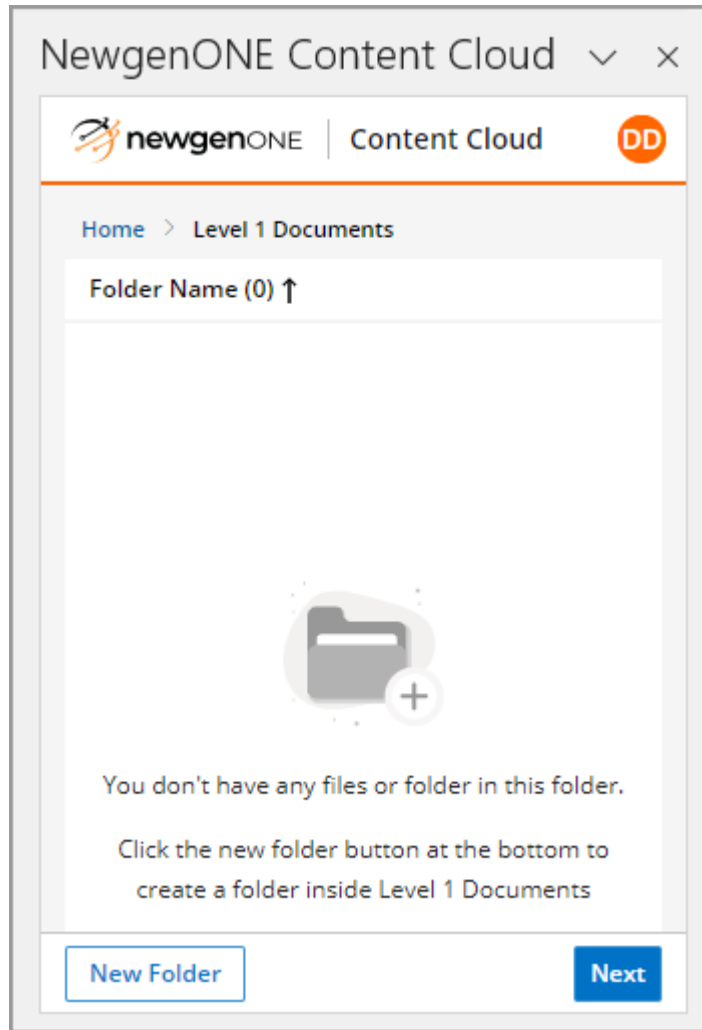 NewgenONE Content Cloud
newgenONE Content Cloud DD
Home > Level 1 Documents
Folder Name (0) ↑
You don't have any files or folder in this folder.
Click the new folder button at the bottom to
create a folder inside Level 1 Documents
New Folder Next